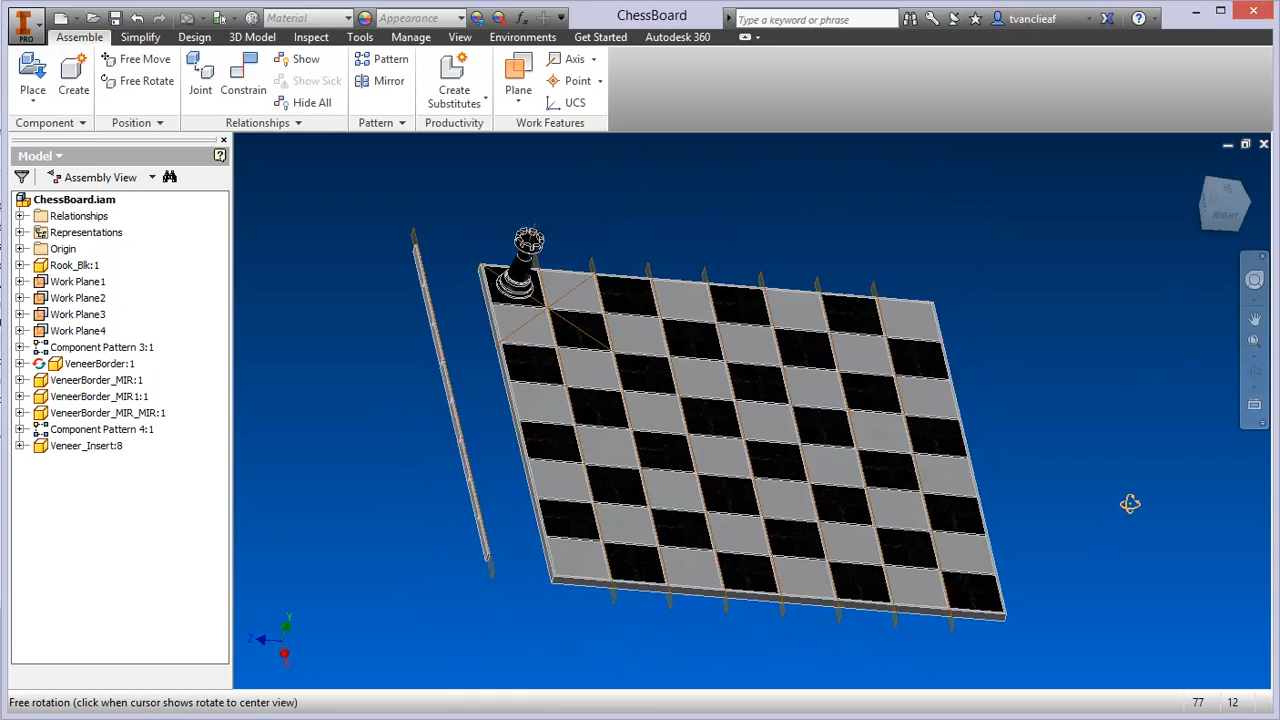 Material
Appearance
ChessBoard
Type a keyword or phrase
tvanclieaf
PRO
Assemble Simplify Design 3D Model Inspect Tools Manage View Environments Get Started Autodesk 360
Place
Create
Free Move
Free Rotate
Joint
Constrain
Show
Show Sick
Hide All
Pattern
Mirror
Create
Substitutes
Plane
Axis
Point
UCS
Component Position Relationships Pattern Productivity Work Features
Model
Assembly View
ChessBoard.iam
Relationships
Representations
Origin
Rook_Blk:1
Work Plane1
Work Plane2
Work Plane3
Work Plane4
Component Pattern 3:1
VeneerBorder:1
VeneerBorder_MIR:1
VeneerBorder_MIR1:1
VeneerBorder_MIR_MIR:1
Component Pattern 4:1
Veneer_Insert:8
RIGHT
Y
Z
X
Free rotation (click when cursor shows rotate to center view)
77 12